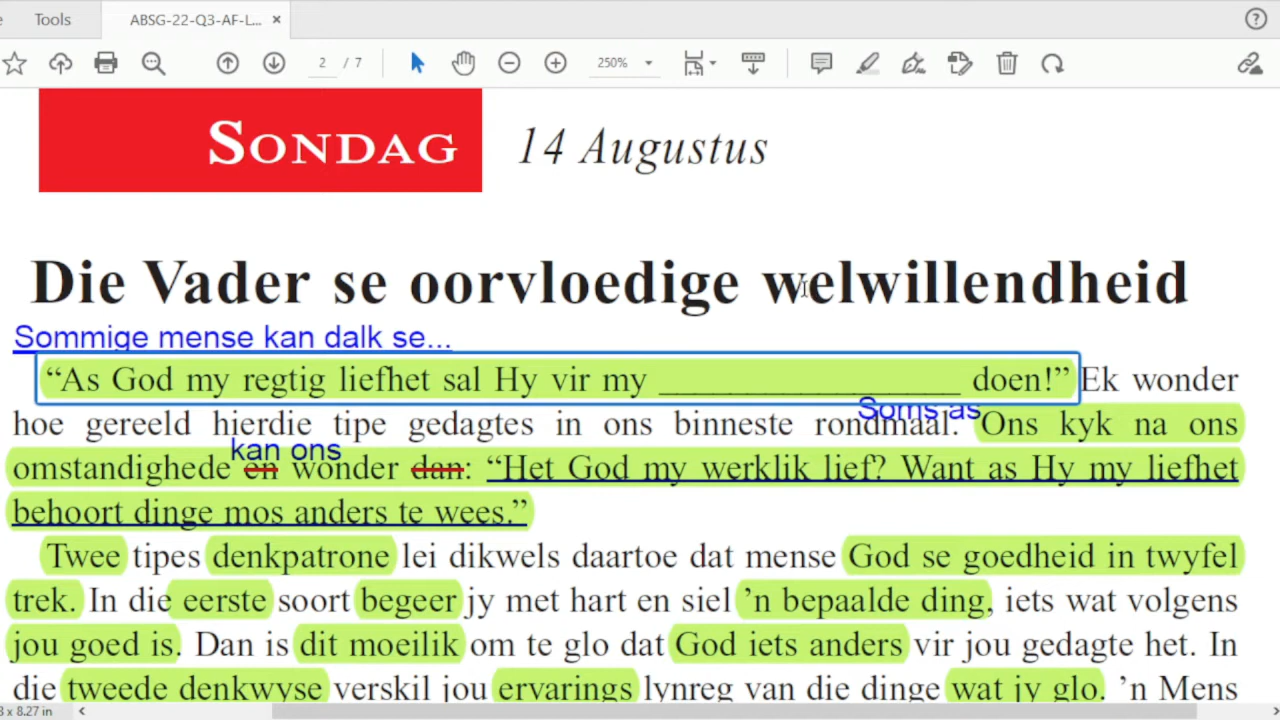 Tools
ABSG-22-Q3-AF-L... ×
2 / 7
250%
SONDAG 14 Augustus
Die Vader se oorvloedige welwillendheid
Sommige mense kan dalk se...
“As God my regtig liefhet sal Hy vir my _________________ doen!” Ek wonder
Soms as
hoe gereeld hierdie tipe gedagtes in ons binneste rondmaal. Ons kyk na ons
kan ons
omstandighede en wonder dan: “Het God my werklik lief? Want as Hy my liefhet
behoort dinge mos anders te wees.”
Twee tipes denkpatrone lei dikwels daartoe dat mense God se goedheid in twyfel
trek. In die eerste soort begeer jy met hart en siel ’n bepaalde ding, iets wat volgens
jou goed is. Dan is dit moeilik om te glo dat God iets anders vir jou gedagte het. In
die tweede denkwyse verskil jou ervarings lynreg van die dinge wat jy glo. ’n Mens
x 8.27 in